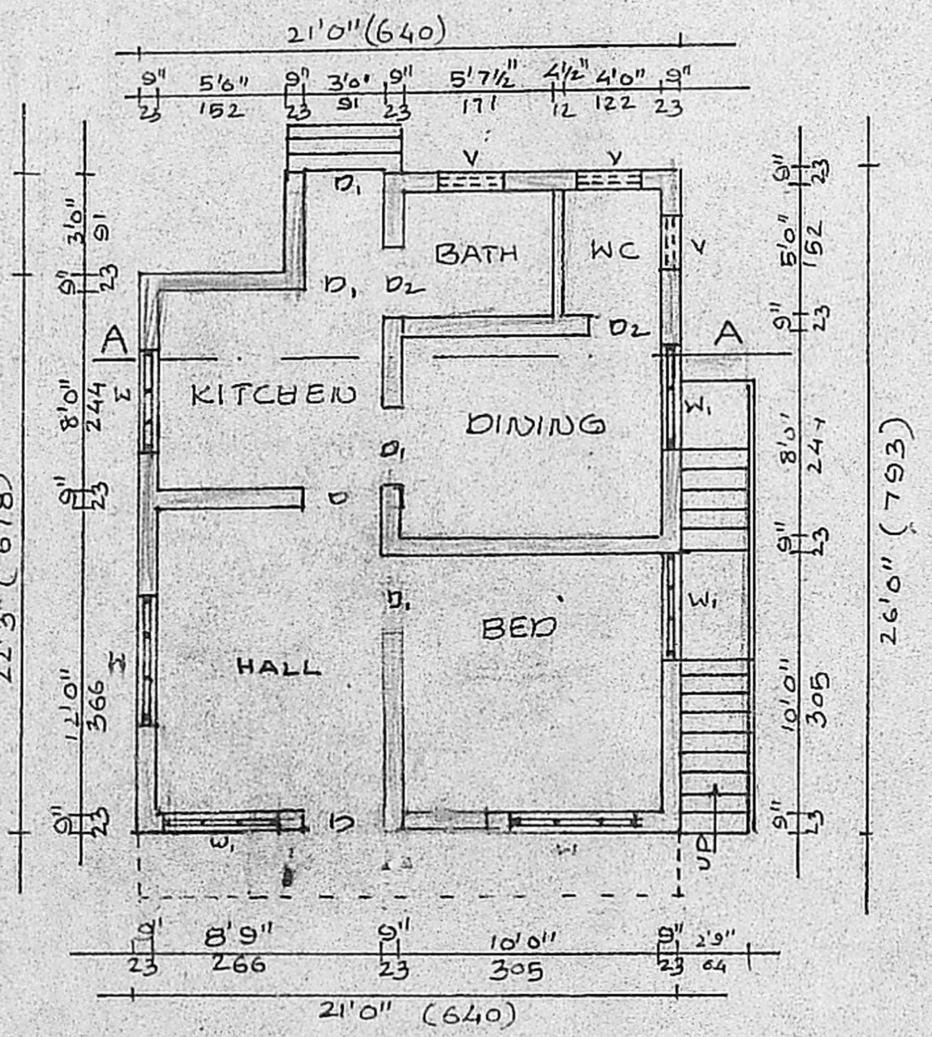 21'0"(640)
9" 5'0" 9" 3'0" 9" 5'7½" 4½" 4'0" 9"
23 152 23 91 23 171 12 122 23
V V
D1
9" 23
3'0" 91
BATH WC V
5'0" 152
9" 23
D1 D2
9" 23
D2
A A
KITCHEN
W1
8'0" 244
DINING
8'0" 244
26'0" (793)
D1
9" 23
D
9" 23
D1 W1
BED
HALL
12'0" 366
10'0" 305
9" 23
D
9" 23
W1
UP
9" 8'9" 9" 10'0" 9" 2'9"
23 266 23 305 23 64
21'0" (640)